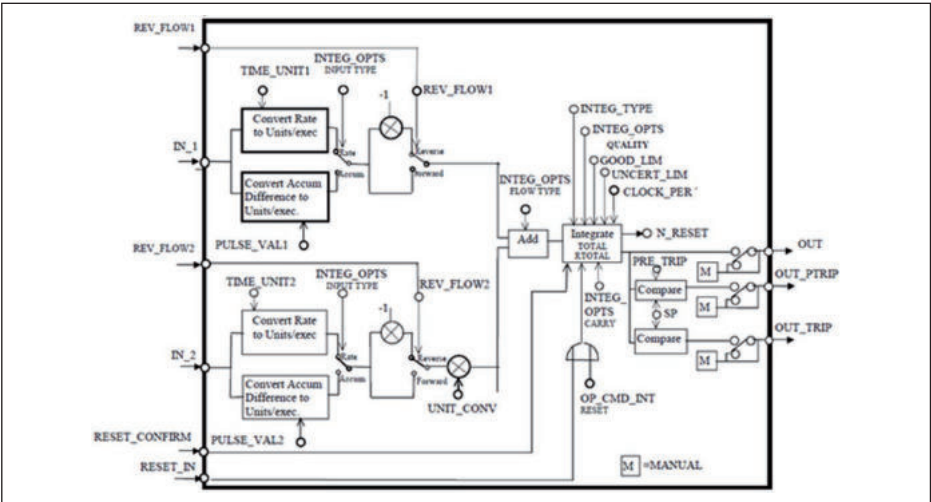 REV_FLOW1
INTEG_OPTS
INPUT TYPE
TIME_UNIT1
-1
REV_FLOW1
Convert Rate
to Units/exec
IN_1
Rate
Accum.
Reverse
forward
Convert Accum
Difference to
Units/exec.
PULSE_VAL1
INTEG_TYPE
INTEG_OPTS
QUALITY
GOOD_LIM
UNCERT_LIM
CLOCK_PER
INTEG_OPTS
FLOW TYPE
Add
Integrate
TOTAL
RTOTAL
N_RESET
OUT
PRE_TRIP
M
OUT_PTRIP
Compare
M
SP
OUT_TRIP
Compare
M
INTEG_
OPTS
CARRY
REV_FLOW2
TIME_UNIT2
INTEG_OPTS
INPUT TYPE
REV_FLOW2
-1
Convert Rate
to Units/exec
IN_2
Rate
Accum.
Reverse
Forward
Convert Accum
Difference to
Units/exec.
UNIT_CONV
OP_CMD_INT
RESET
PULSE_VAL2
RESET_CONFIRM
RESET_IN
M =MANUAL